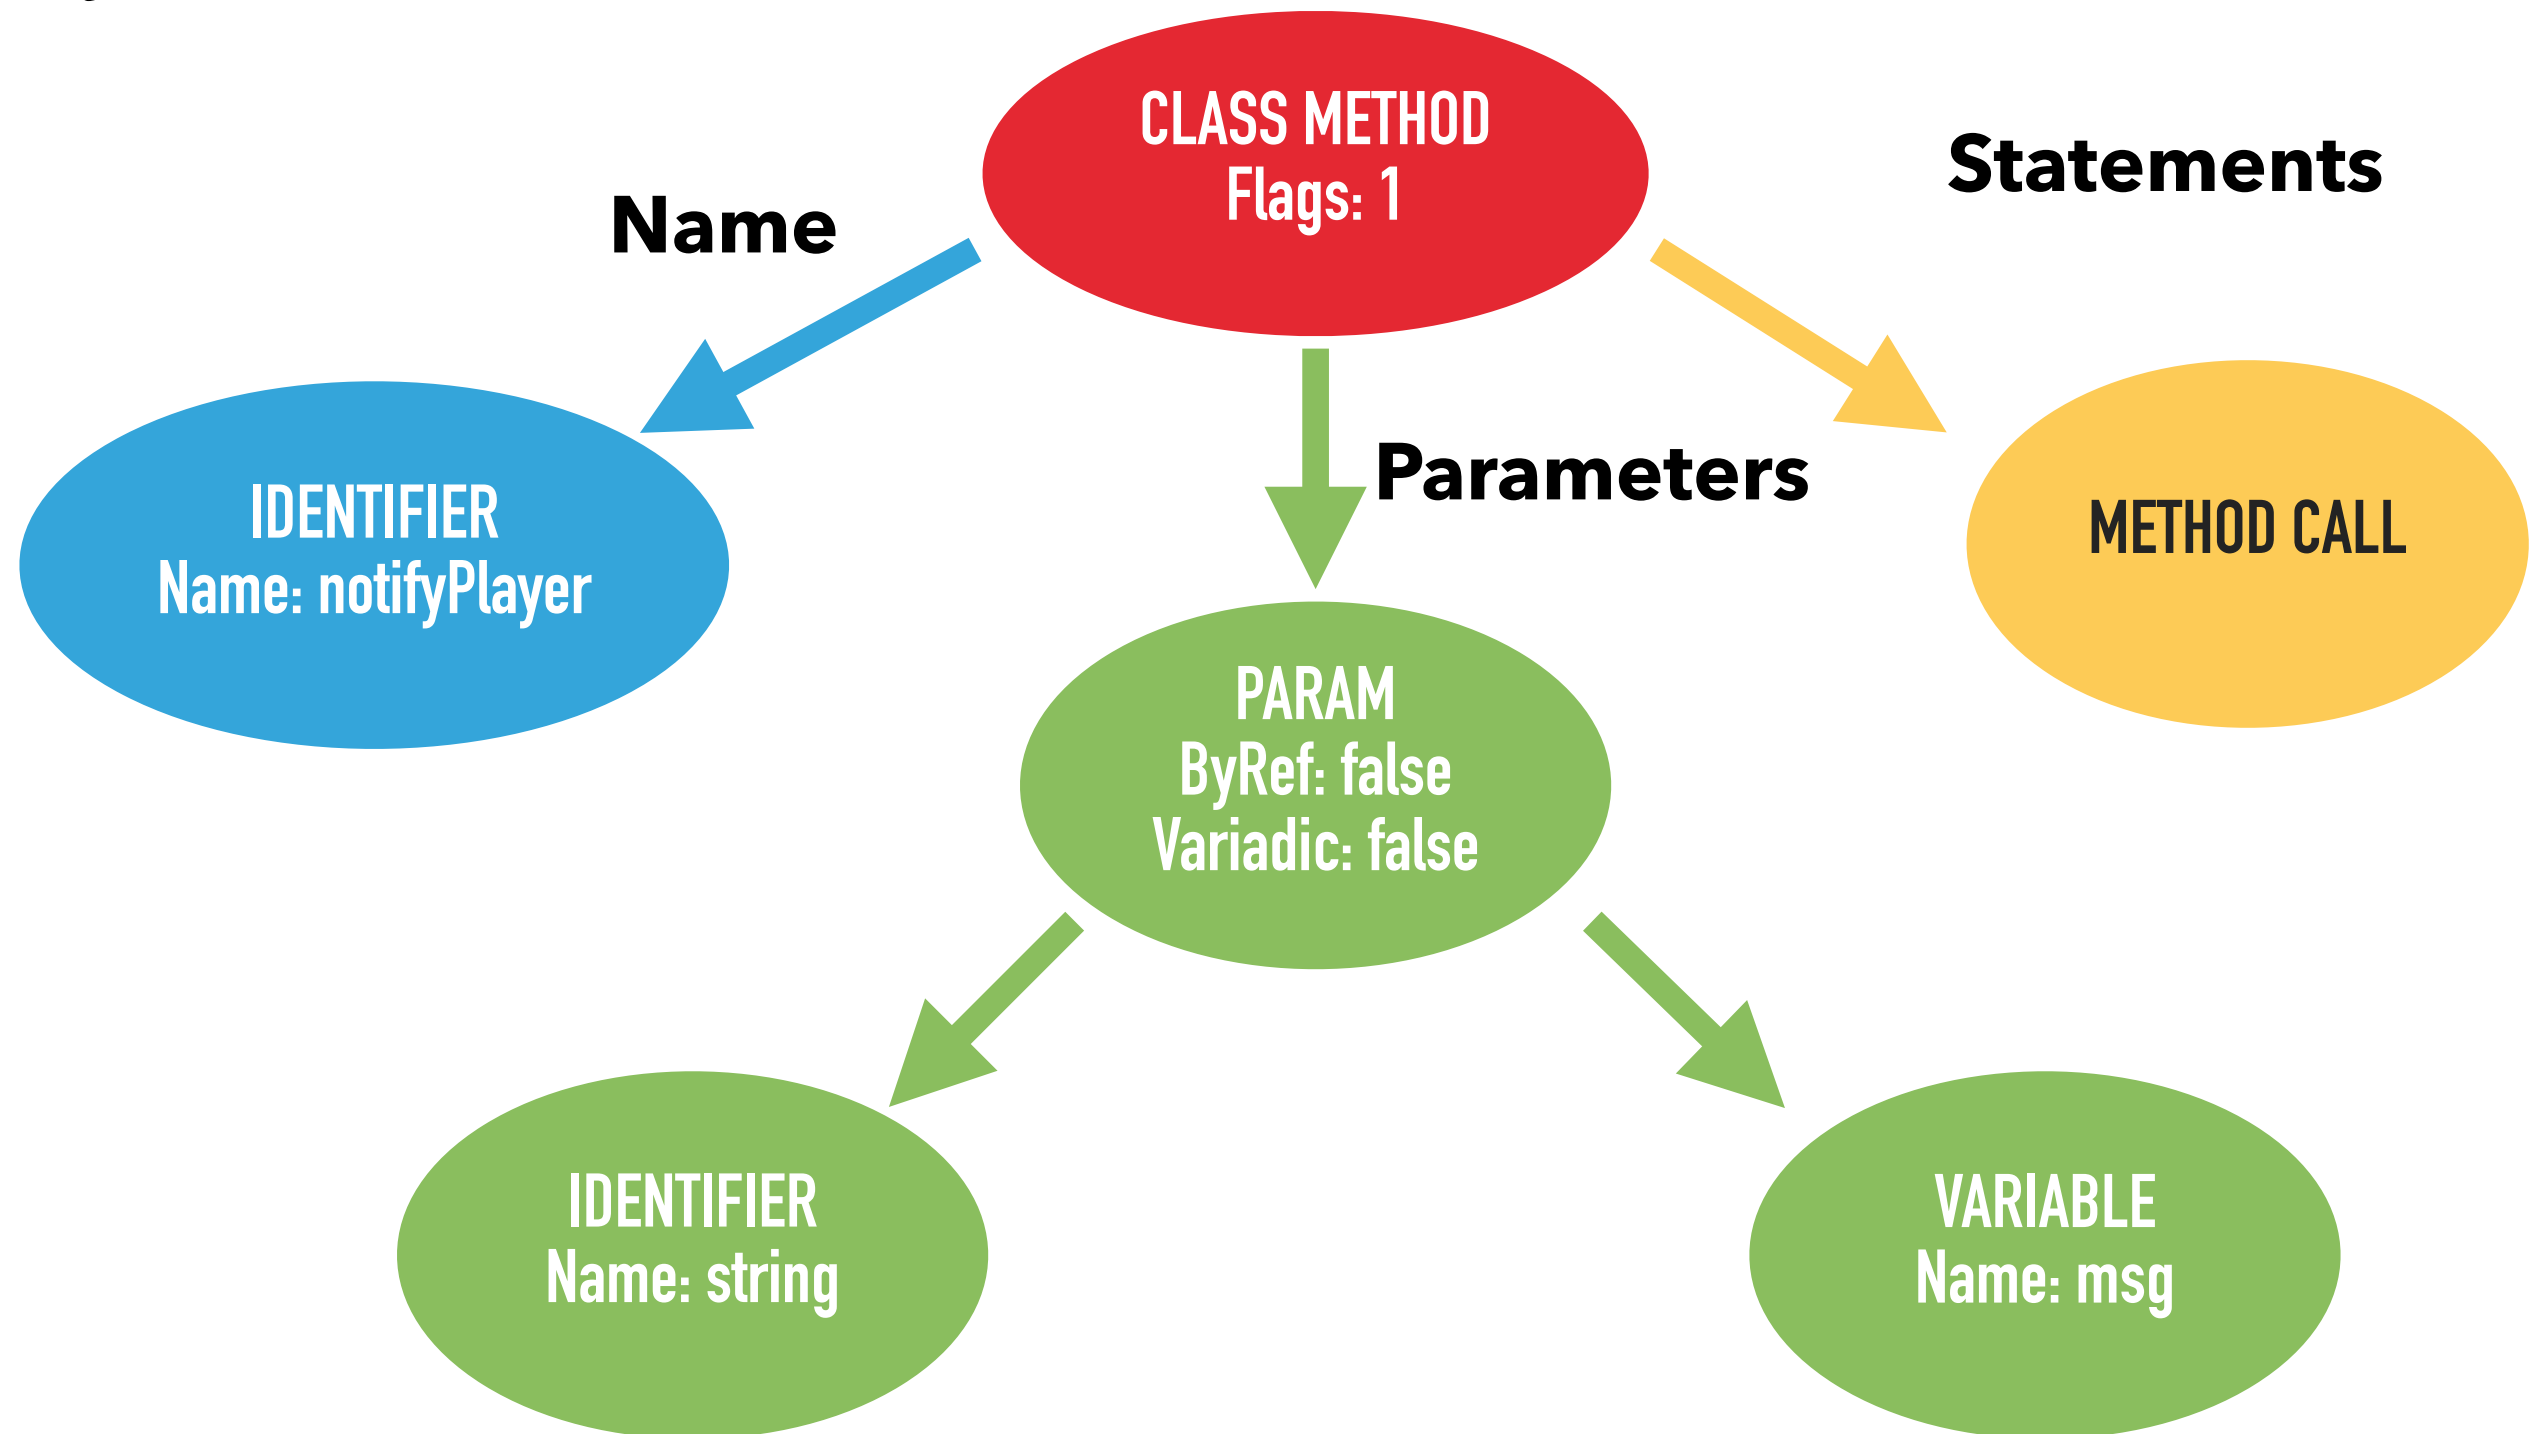 CLASS METHOD
Flags: 1
Statements
Name
Parameters
IDENTIFIER
Name: notifyPlayer
METHOD CALL
PARAM
ByRef: false
Variadic: false
IDENTIFIER
Name: string
VARIABLE
Name: msg